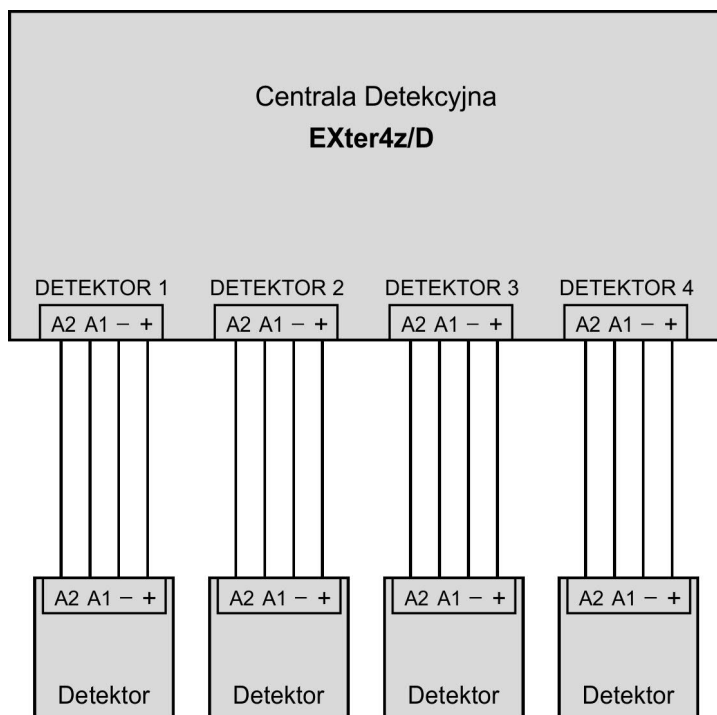 Centrala Detekcyjna
EXter4z/D
DETEKTOR 1 DETEKTOR 2 DETEKTOR 3 DETEKTOR 4
A2 A1 – + A2 A1 – + A2 A1 – + A2 A1 – +
A2 A1 – + A2 A1 – + A2 A1 – + A2 A1 – +
Detektor Detektor Detektor Detektor